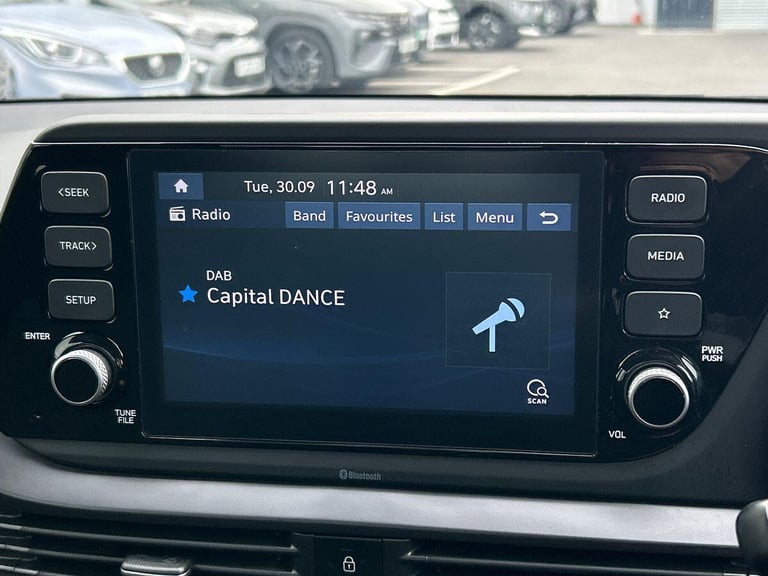 <SEEK
TRACK>
SETUP
ENTER
TUNE
FILE
Tue, 30.09 11:48 AM
Radio Band Favourites List Menu
DAB
Capital DANCE
SCAN
RADIO
MEDIA
PWR
PUSH
VOL
Bluetooth